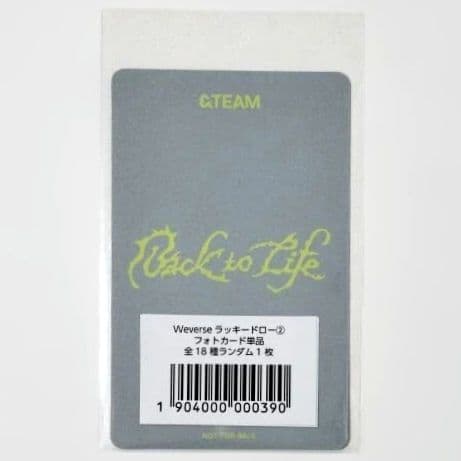 &TEAM
Back to Life
Weverse ラッキードロー②
フォトカード単品
全18種ランダム1枚
1 904000 000390
NOT FOR SALE